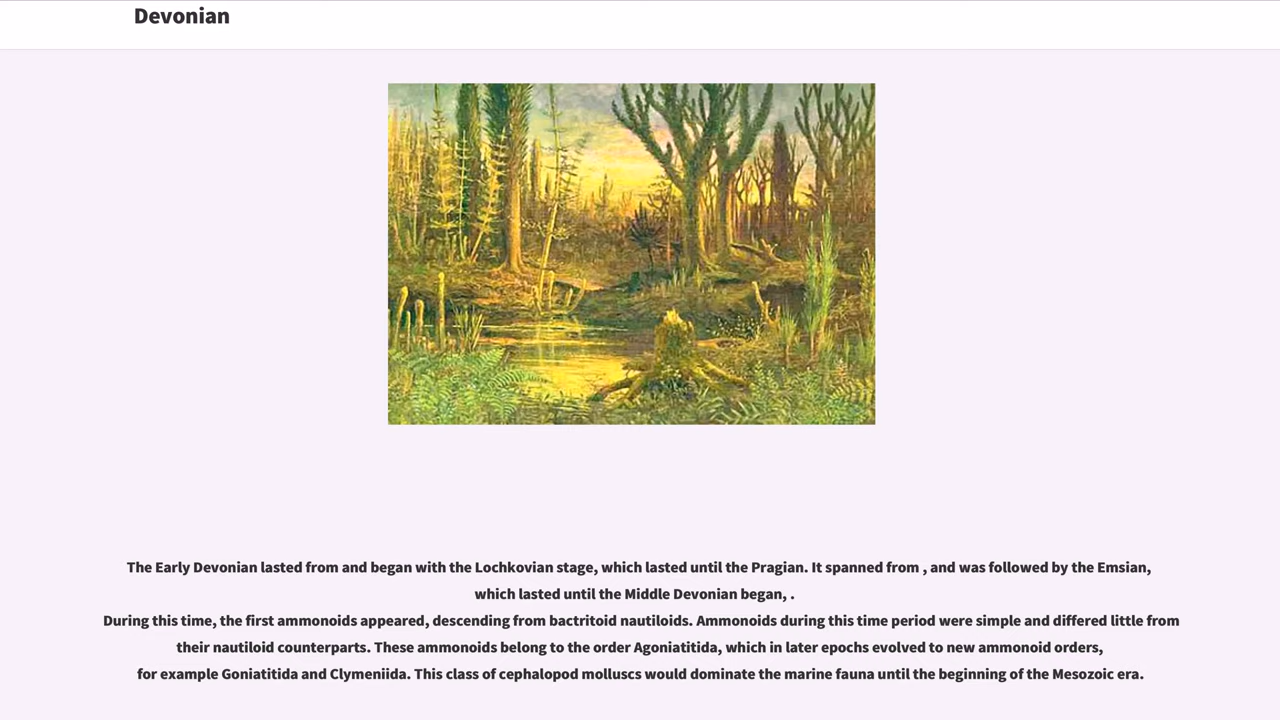 Devonian
The Early Devonian lasted from and began with the Lochkovian stage, which lasted until the Pragian. It spanned from , and was followed by the Emsian,
which lasted until the Middle Devonian began, .
During this time, the first ammonoids appeared, descending from bactritoid nautiloids. Ammonoids during this time period were simple and differed little from
their nautiloid counterparts. These ammonoids belong to the order Agoniatitida, which in later epochs evolved to new ammonoid orders,
for example Goniatitida and Clymeniida. This class of cephalopod molluscs would dominate the marine fauna until the beginning of the Mesozoic era.